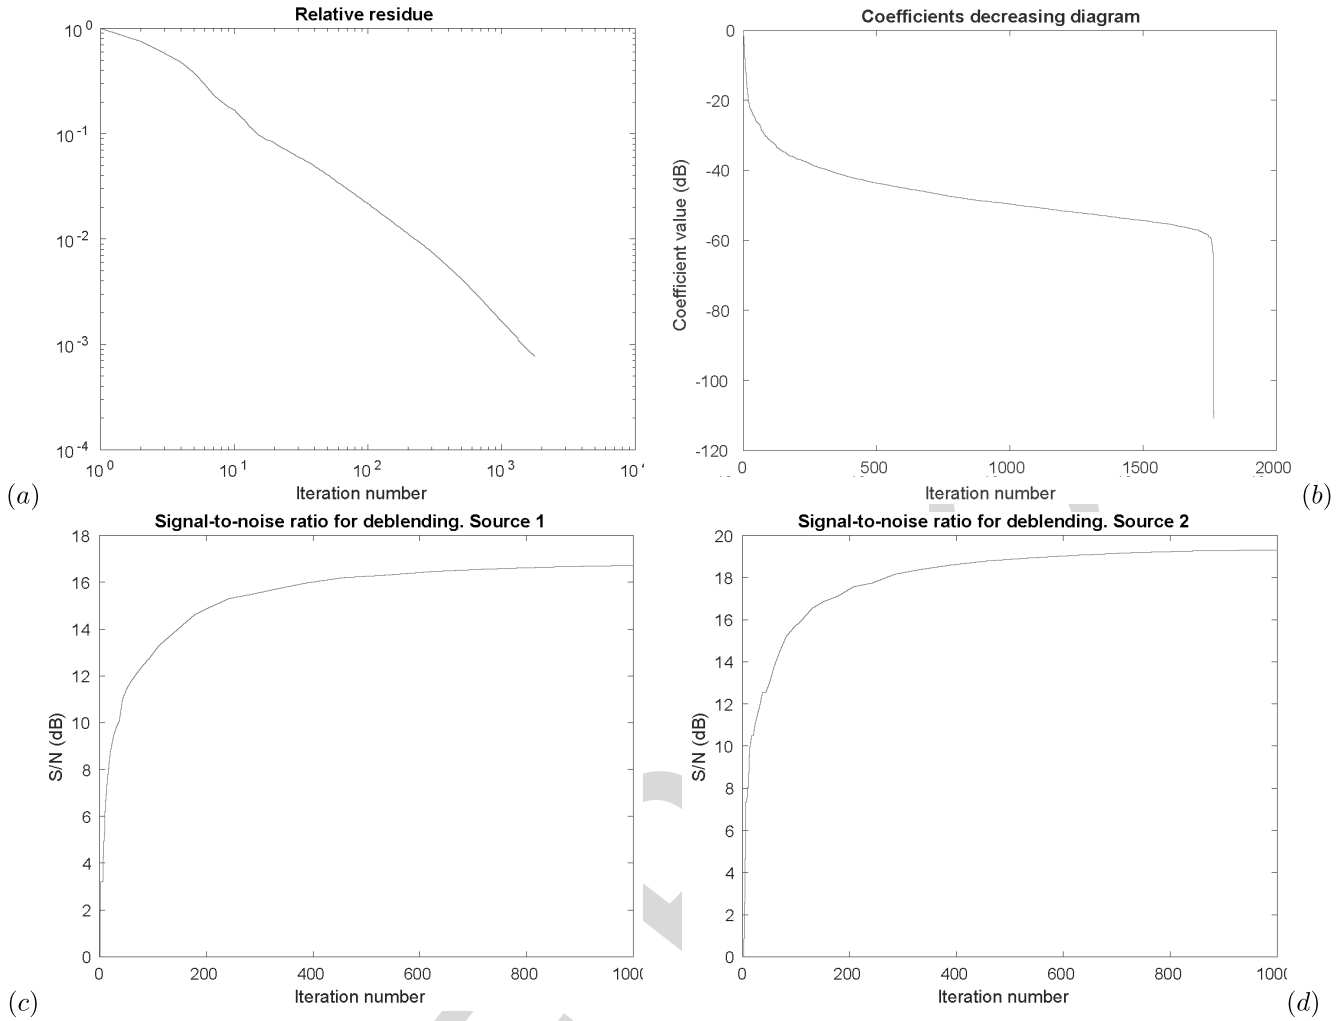 Relative residue
10^0
10^-1
10^-2
10^-3
10^-4
10^0 10^1 10^2 10^3
Iteration number
(a)
Coefficients decreasing diagram
Coefficient value (dB)
0
-20
-40
-60
-80
-100
-120
0 500 1000 1500 2000
Iteration number
(b)
Signal-to-noise ratio for deblending. Source 1
S/N (dB)
18
16
14
12
10
8
6
4
2
0
0 200 400 600 800 1000
Iteration number
(c)
Signal-to-noise ratio for deblending. Source 2
S/N (dB)
20
18
16
14
12
10
8
6
4
2
0
0 200 400 600 800 1000
Iteration number
(d)